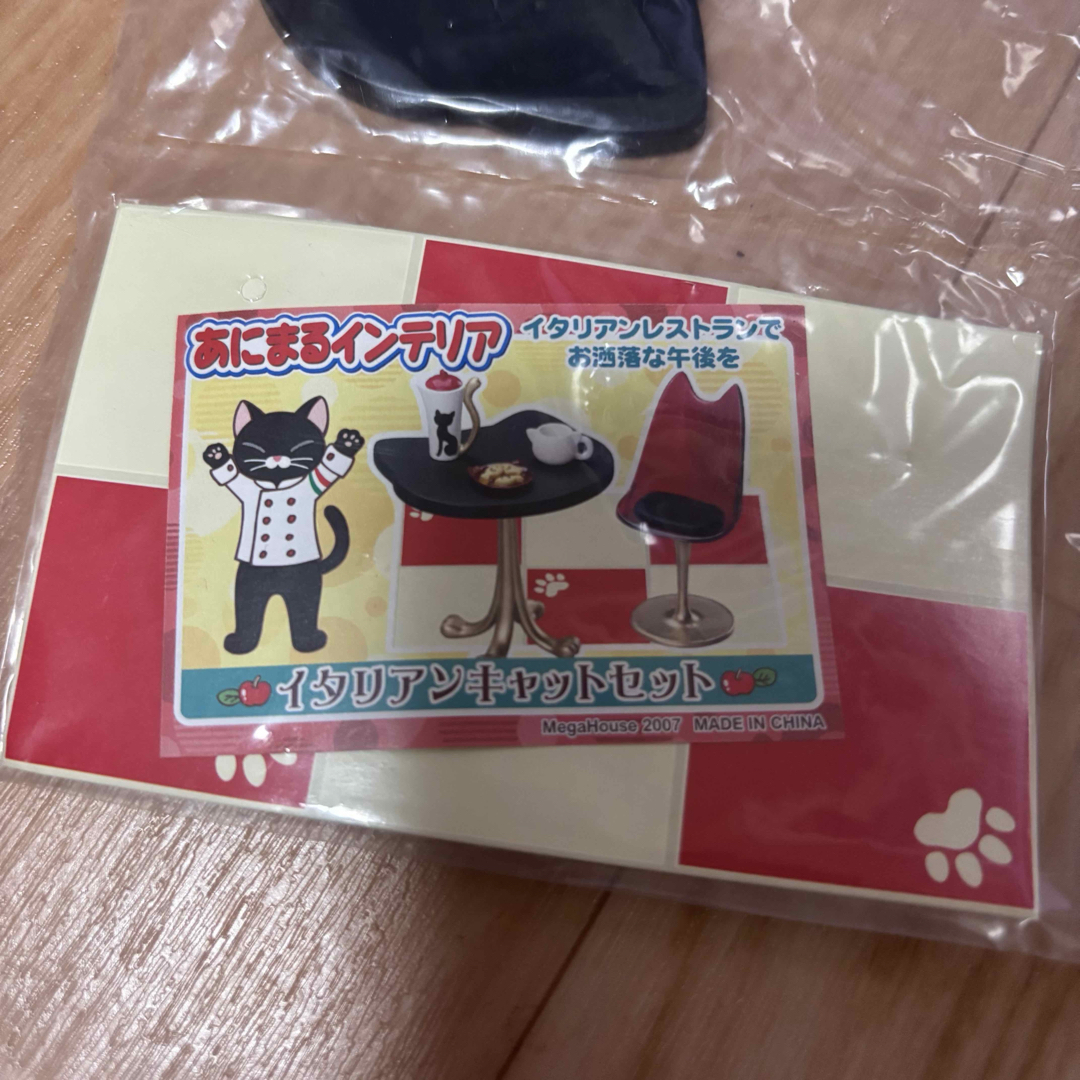 あにまるインテリア
イタリアンレストランで
お洒落な午後を
イタリアンキャットセット
MegaHouse 2007 MADE IN CHINA